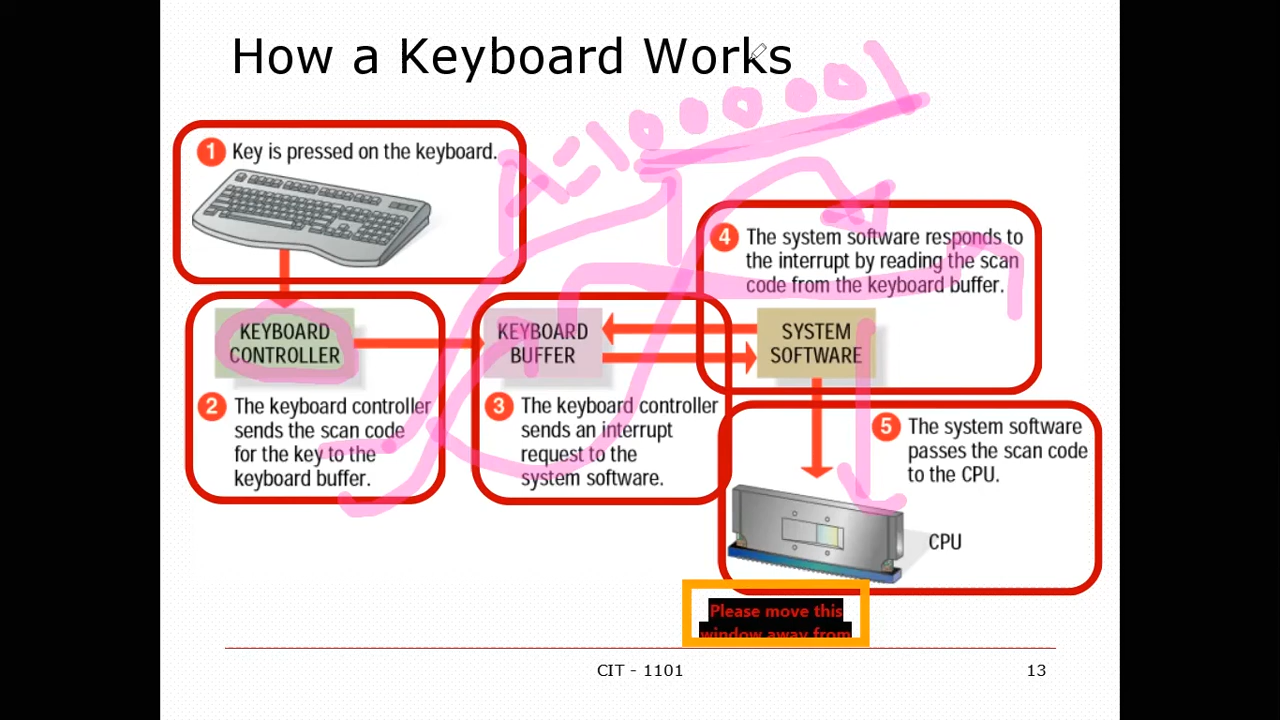 How a Keyboard Works
A=1000001
1 Key is pressed on the keyboard.
KEYBOARD
CONTROLLER
2 The keyboard controller
sends the scan code
for the key to the
keyboard buffer.
KEYBOARD
BUFFER
3 The keyboard controller
sends an interrupt
request to the
system software.
4 The system software responds to
the interrupt by reading the scan
code from the keyboard buffer.
SYSTEM
SOFTWARE
5 The system software
passes the scan code
to the CPU.
CPU
Please move this
window away from
CIT - 1101
13